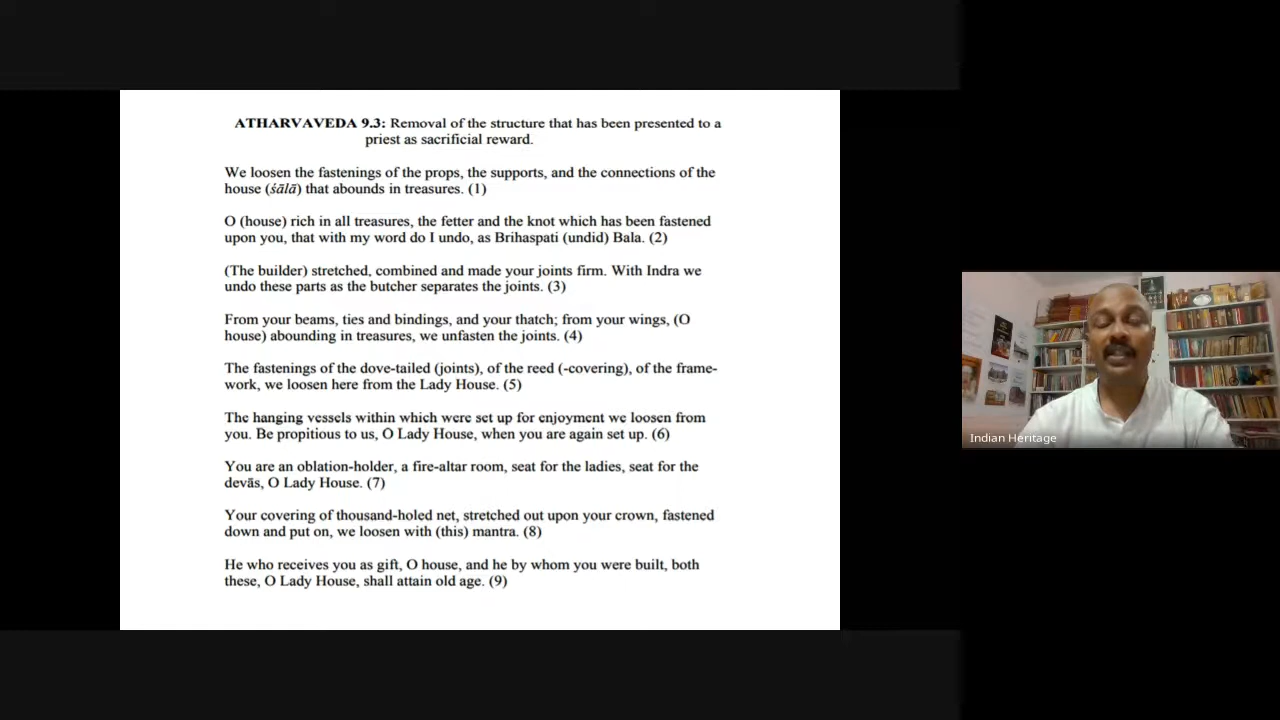 ATHARVAVEDA 9.3: Removal of the structure that has been presented to a
priest as sacrificial reward.
We loosen the fastenings of the props, the supports, and the connections of the
house (śālā) that abounds in treasures. (1)
O (house) rich in all treasures, the fetter and the knot which has been fastened
upon you, that with my word do I undo, as Brihaspati (undid) Bala. (2)
(The builder) stretched, combined and made your joints firm. With Indra we
undo these parts as the butcher separates the joints. (3)
From your beams, ties and bindings, and your thatch; from your wings, (O
house) abounding in treasures, we unfasten the joints. (4)
The fastenings of the dove-tailed (joints), of the reed (-covering), of the frame-
work, we loosen here from the Lady House. (5)
The hanging vessels within which were set up for enjoyment we loosen from
you. Be propitious to us, O Lady House, when you are again set up. (6)
You are an oblation-holder, a fire-altar room, seat for the ladies, seat for the
devās, O Lady House. (7)
Your covering of thousand-holed net, stretched out upon your crown, fastened
down and put on, we loosen with (this) mantra. (8)
He who receives you as gift, O house, and he by whom you were built, both
these, O Lady House, shall attain old age. (9)
Indian Heritage